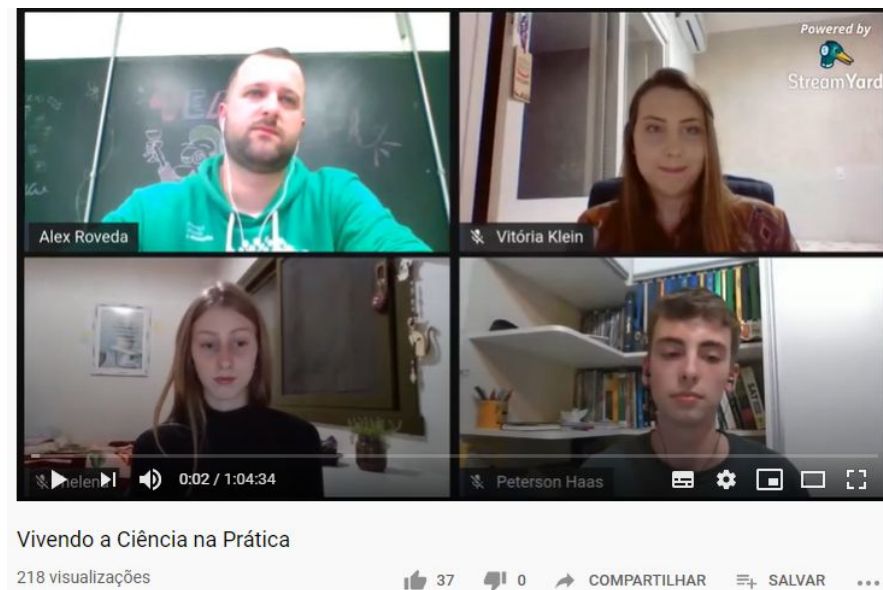 Powered by
StreamYard
Alex Roveda
Vitória Klein
helena
Peterson Haas
0:02 / 1:04:34
Vivendo a Ciência na Prática
218 visualizações
37
0
COMPARTILHAR
SALVAR